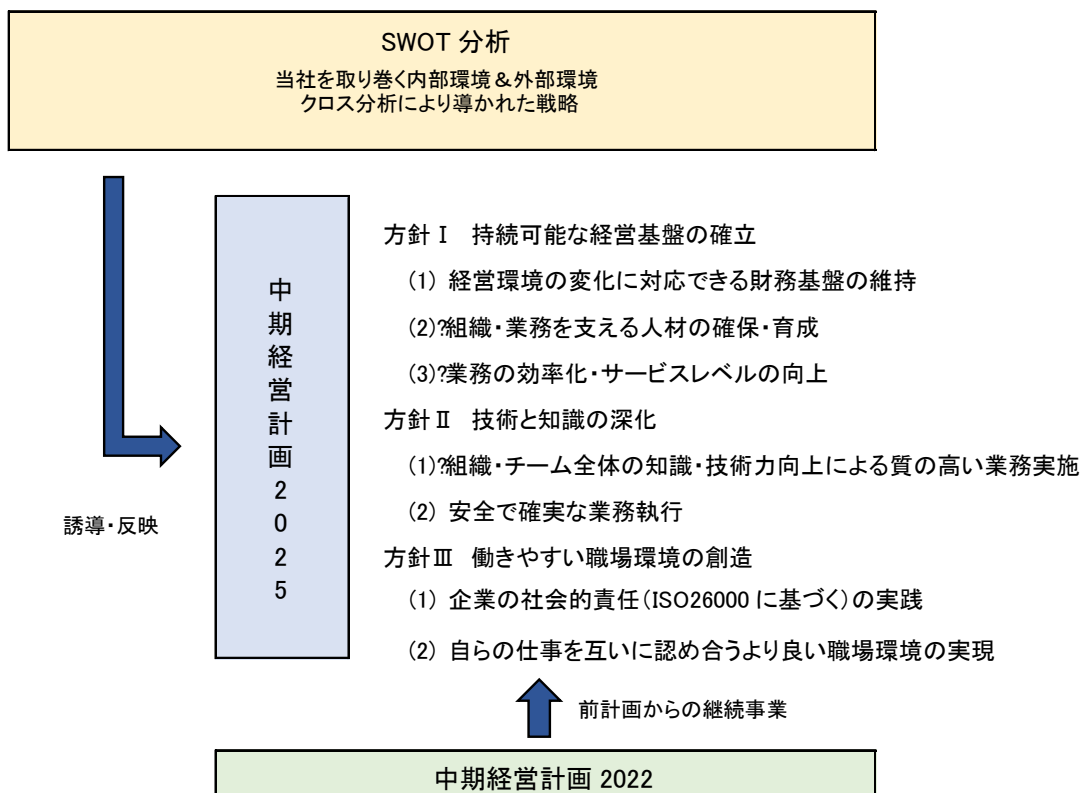 SWOT 分析
当社を取り巻く内部環境＆外部環境
クロス分析により導かれた戦略
中期経営計画2025
方針Ⅰ　持続可能な経営基盤の確立
(1) 経営環境の変化に対応できる財務基盤の維持
(2)?組織・業務を支える人材の確保・育成
(3)?業務の効率化・サービスレベルの向上
方針Ⅱ　技術と知識の深化
(1)?組織・チーム全体の知識・技術力向上による質の高い業務実施
(2) 安全で確実な業務執行
方針Ⅲ　働きやすい職場環境の創造
(1) 企業の社会的責任（ISO26000 に基づく）の実践
(2) 自らの仕事を互いに認め合うより良い職場環境の実現
誘導・反映
前計画からの継続事業
中期経営計画 2022